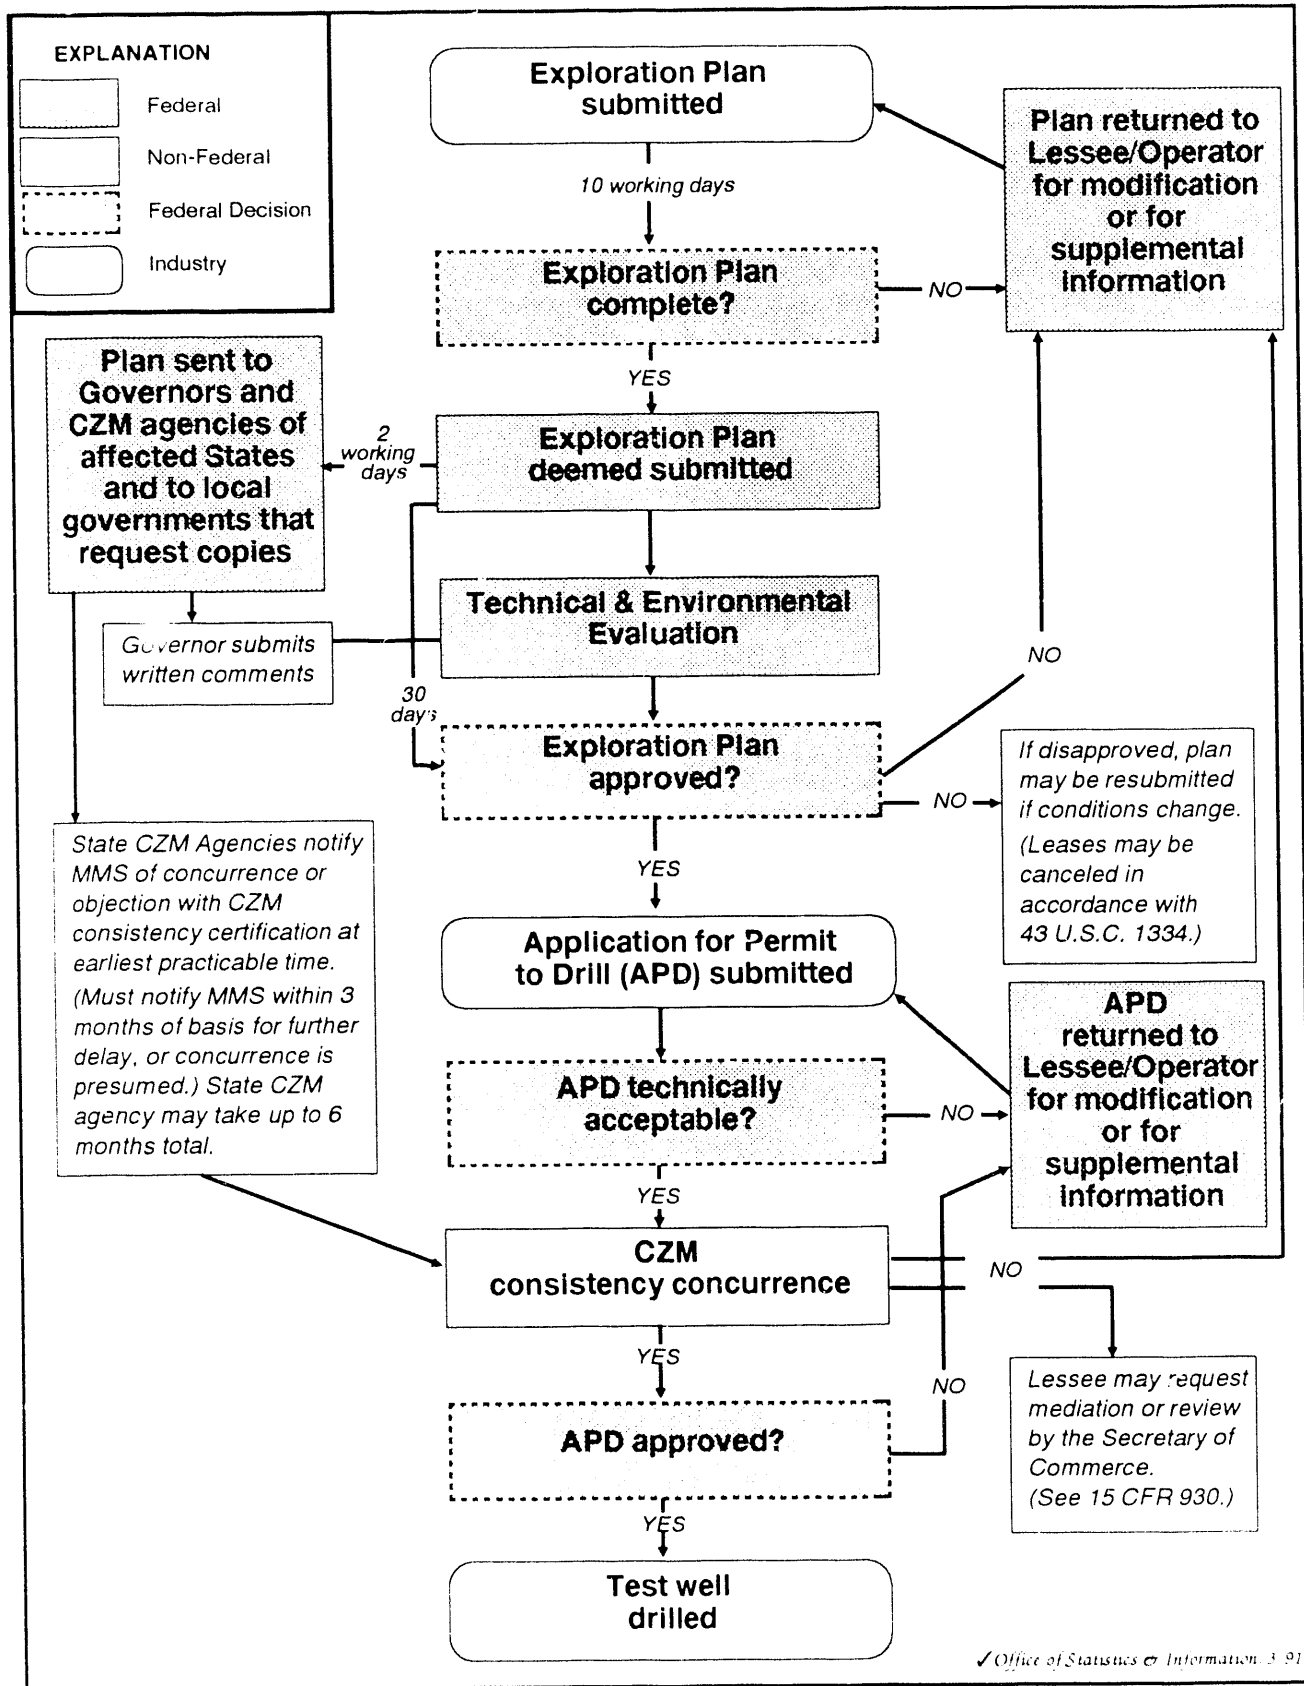 EXPLANATION
Federal
Non-Federal
Federal Decision
Industry
Exploration Plan
submitted
10 working days
Plan returned to
Lessee/Operator
for modification
or for
supplemental
information
Exploration Plan
complete?
NO
YES
Plan sent to
Governors and
CZM agencies of
affected States
and to local
governments that
request copies
2
working
days
Exploration Plan
deemed submitted
Technical & Environmental
Evaluation
Governor submits
written comments
30
days
NO
Exploration Plan
approved?
NO
If disapproved, plan
may be resubmitted
if conditions change.
(Leases may be
canceled in
accordance with
43 U.S.C. 1334.)
YES
State CZM Agencies notify
MMS of concurrence or
objection with CZM
consistency certification at
earliest practicable time.
(Must notify MMS within 3
months of basis for further
delay, or concurrence is
presumed.) State CZM
agency may take up to 6
months total.
Application for Permit
to Drill (APD) submitted
APD
returned to
Lessee/Operator
for modification
or for
supplemental
information
APD technically
acceptable?
NO
YES
CZM
consistency concurrence
NO
YES
NO
Lessee may request
mediation or review
by the Secretary of
Commerce.
(See 15 CFR 930.)
APD approved?
YES
Test well
drilled
✓ Office of Statistics & Information 3 91